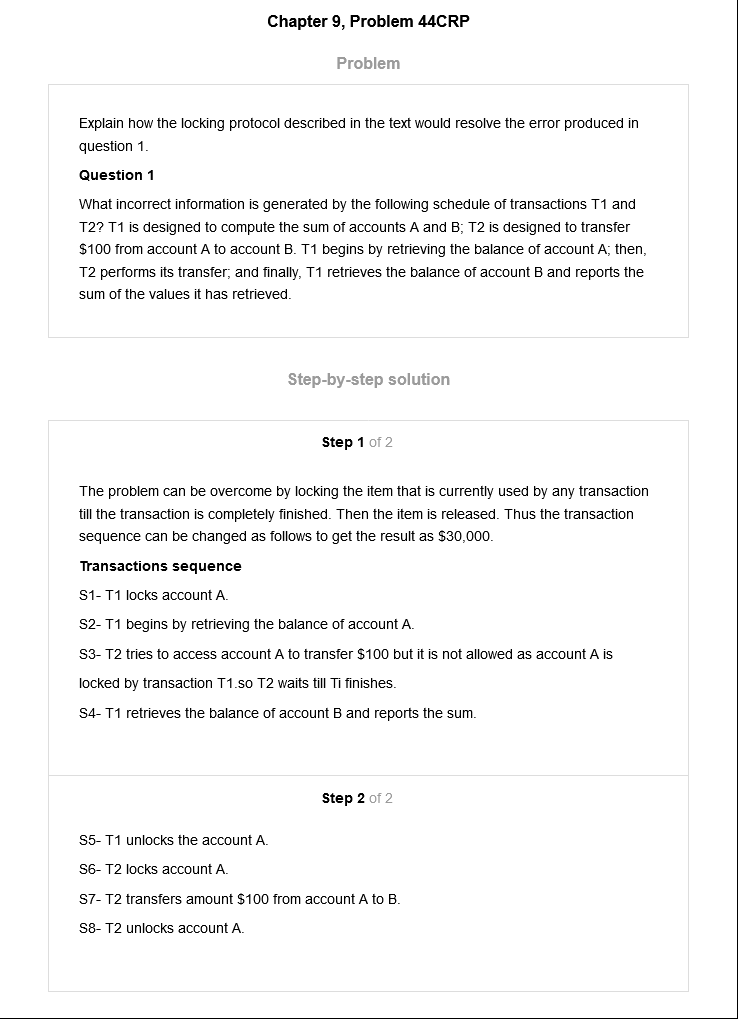 Chapter 9, Problem 44CRP
Problem
Explain how the locking protocol described in the text would resolve the error produced in
question 1.
Question 1
What incorrect information is generated by the following schedule of transactions T1 and
T2? T1 is designed to compute the sum of accounts A and B; T2 is designed to transfer
$100 from account A to account B. T1 begins by retrieving the balance of account A; then,
T2 performs its transfer; and finally, T1 retrieves the balance of account B and reports the
sum of the values it has retrieved.
Step-by-step solution
Step 1 of 2
The problem can be overcome by locking the item that is currently used by any transaction
till the transaction is completely finished. Then the item is released. Thus the transaction
sequence can be changed as follows to get the result as $30,000.
Transactions sequence
S1- T1 locks account A.
S2- T1 begins by retrieving the balance of account A.
S3- T2 tries to access account A to transfer $100 but it is not allowed as account A is
locked by transaction T1.so T2 waits till Ti finishes.
S4- T1 retrieves the balance of account B and reports the sum.
Step 2 of 2
S5- T1 unlocks the account A.
S6- T2 locks account A.
S7- T2 transfers amount $100 from account A to B.
S8- T2 unlocks account A.